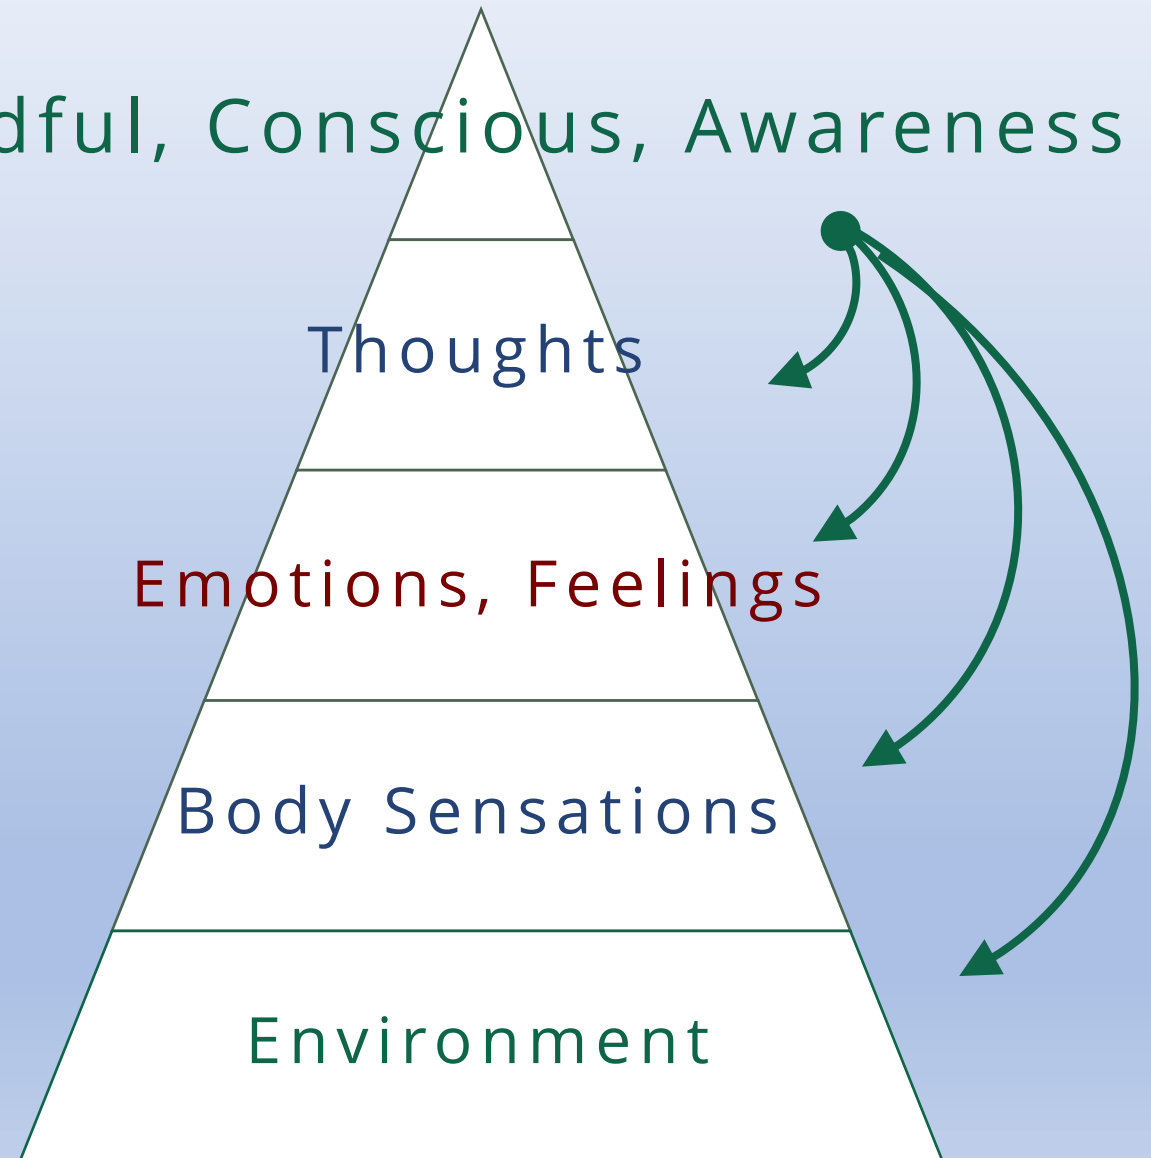 dful, Conscious, Awareness
Thoughts
Emotions, Feelings
Body Sensations
Environment